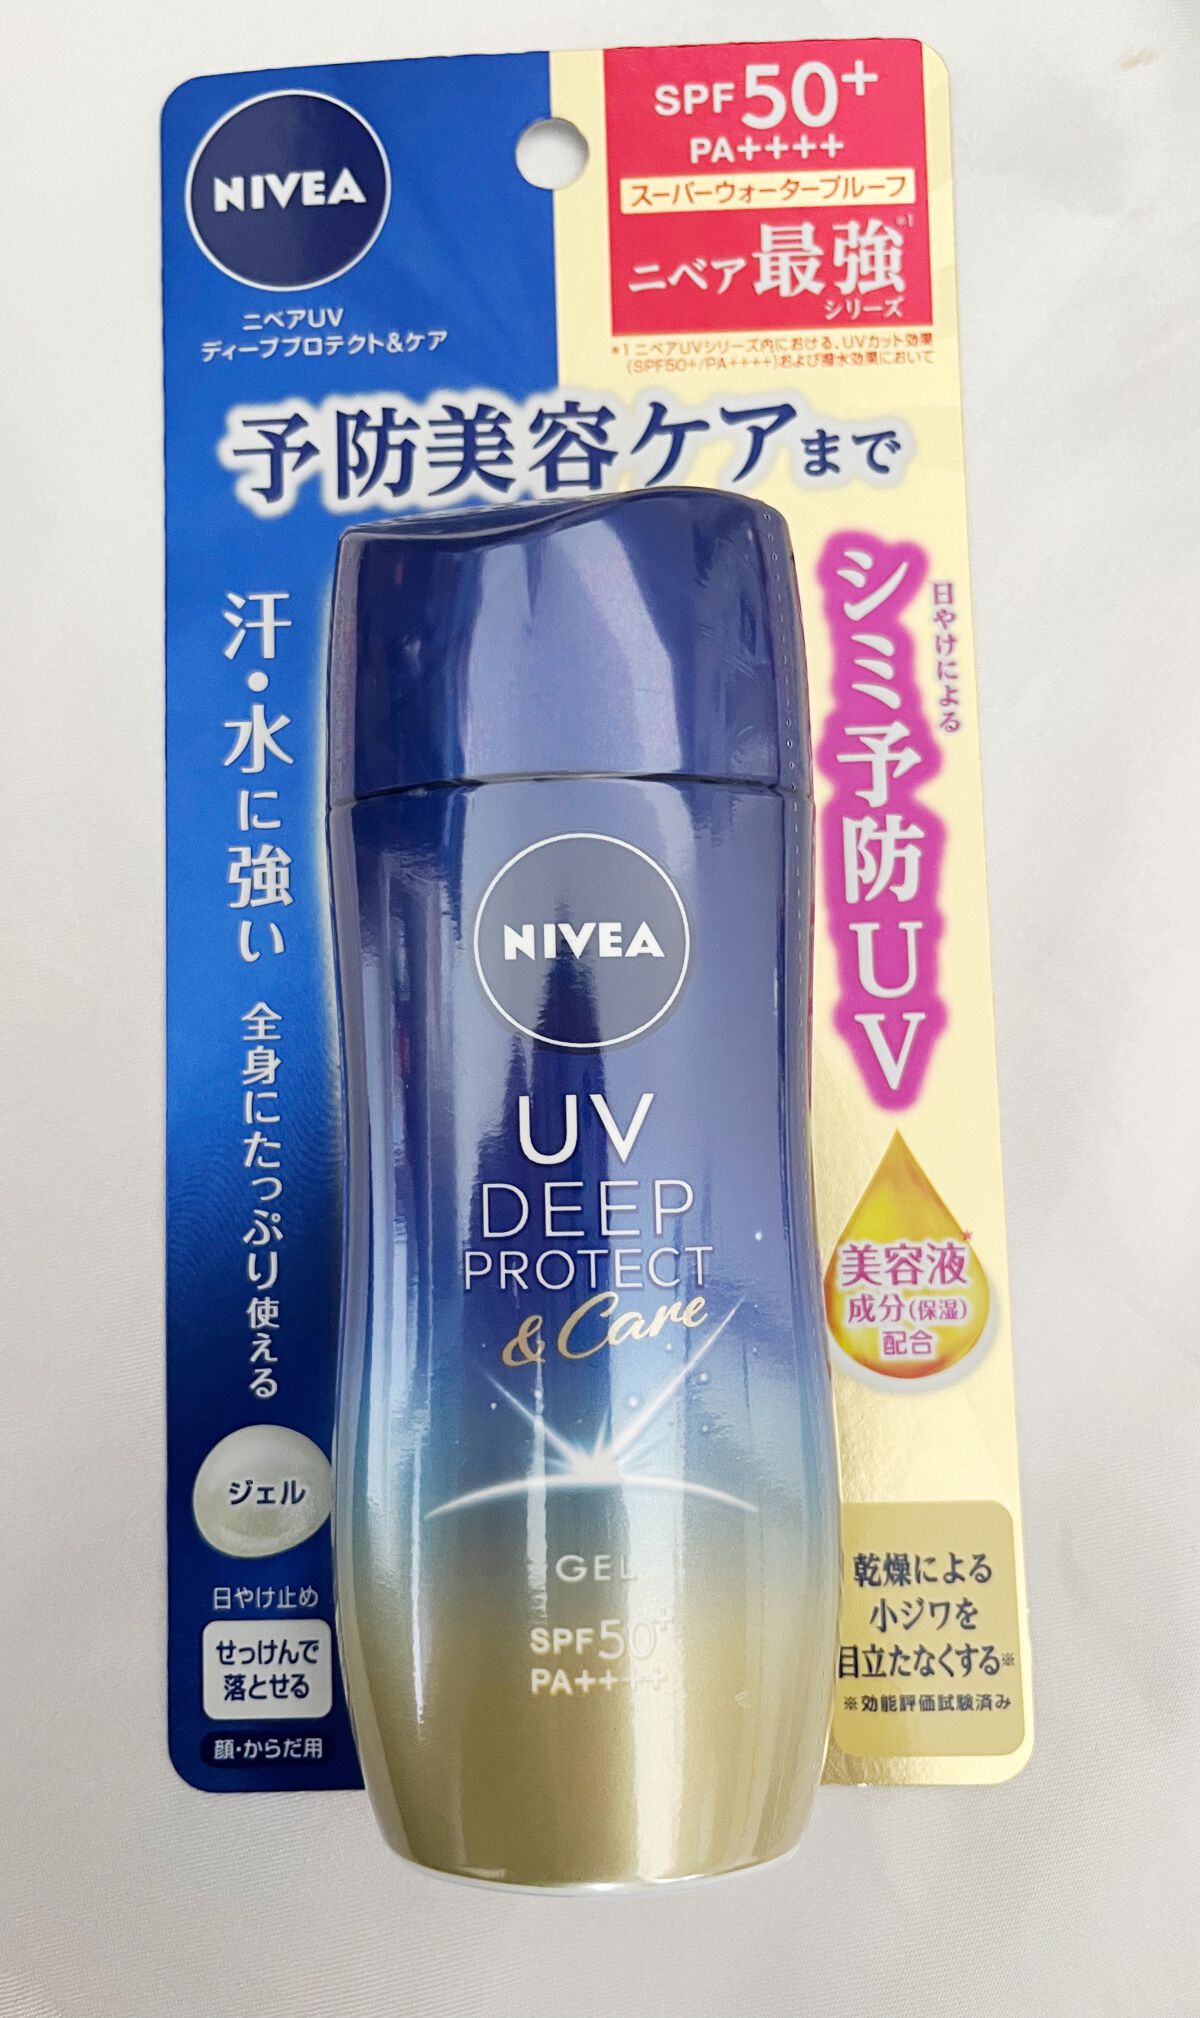 NIVEA
ニベアUV
ディーププロテクト&ケア
SPF50+
PA++++
スーパーウォータープルーフ
ニベア最強*1
シリーズ
*1 ニベアUVシリーズ内における、UVカット効果
(SPF50+/PA++++)および撥水効果において
予防美容ケアまで
汗・水に強い
全身にたっぷり使える
日やけによる
シミ予防UV
美容液*
成分(保湿)
配合
NIVEA
UV
DEEP
PROTECT
& Care
GEL
SPF50+
PA++++
ジェル
日やけ止め
せっけんで
落とせる
顔・からだ用
乾燥による
小ジワを
目立たなくする※
※効能評価試験済み